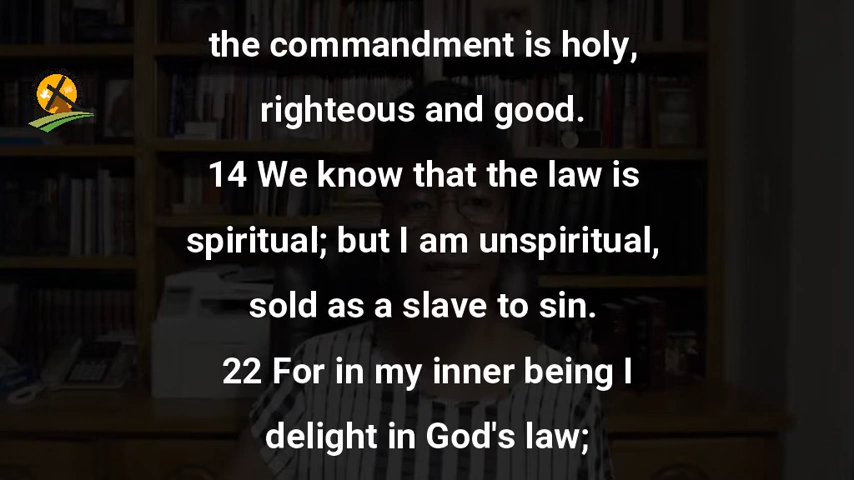 the commandment is holy,
righteous and good.
14 We know that the law is
spiritual; but I am unspiritual,
sold as a slave to sin.
22 For in my inner being I
delight in God's law;